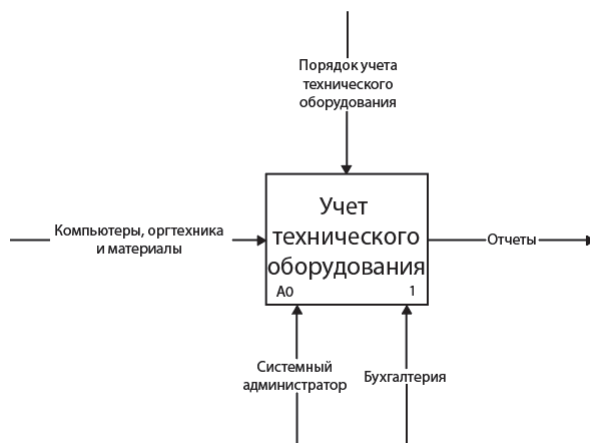 Порядок учета
технического
оборудования
Компьютеры, оргтехника
и материалы
Учет
технического
оборудования
A0
1
Отчеты
Системный
администратор
Бухгалтерия